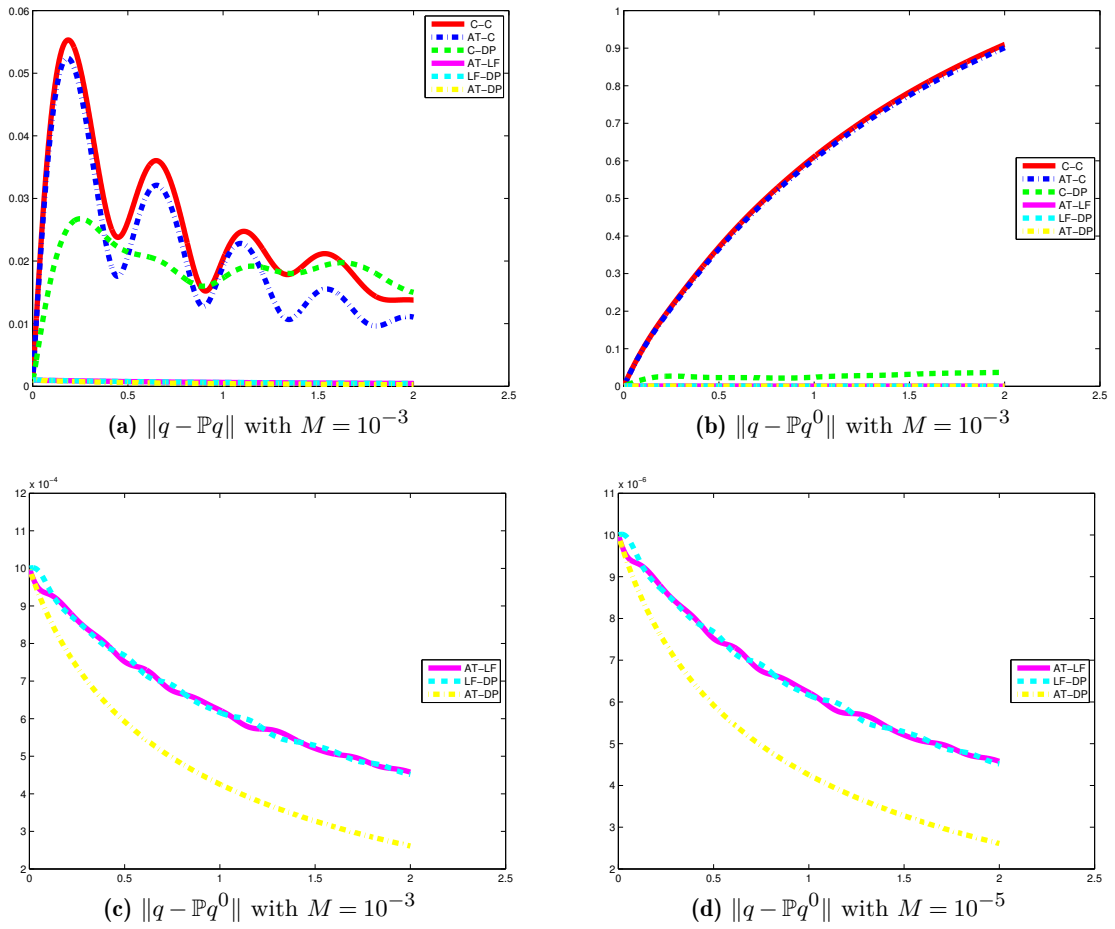 0.06
0.05
0.04
0.03
0.02
0.01
0
0
0.5
1
1.5
2
2.5
C−C
AT−C
C−DP
AT−LF
LF−DP
AT−DP
(a) ‖q − ℙq‖ with M = 10⁻³
1
0.9
0.8
0.7
0.6
0.5
0.4
0.3
0.2
0.1
0
0
0.5
1
1.5
2
2.5
C−C
AT−C
C−DP
AT−LF
LF−DP
AT−DP
(b) ‖q − ℙq⁰‖ with M = 10⁻³
x 10⁻⁴
12
11
10
9
8
7
6
5
4
3
2
0
0.5
1
1.5
2
2.5
AT−LF
LF−DP
AT−DP
(c) ‖q − ℙq⁰‖ with M = 10⁻³
x 10⁻⁶
11
10
9
8
7
6
5
4
3
2
0
0.5
1
1.5
2
2.5
AT−LF
LF−DP
AT−DP
(d) ‖q − ℙq⁰‖ with M = 10⁻⁵